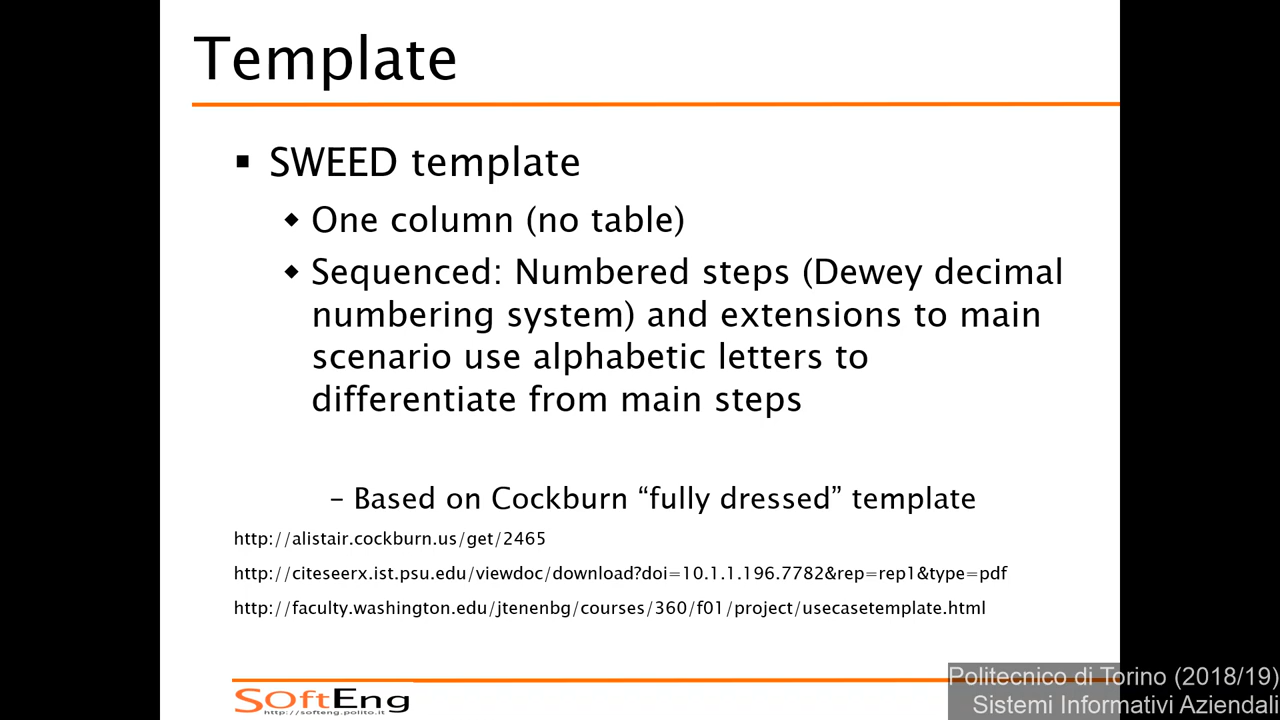 Template
▪ SWEED template
◆ One column (no table)
◆ Sequenced: Numbered steps (Dewey decimal
numbering system) and extensions to main
scenario use alphabetic letters to
differentiate from main steps
– Based on Cockburn “fully dressed” template
http://alistair.cockburn.us/get/2465
http://citeseerx.ist.psu.edu/viewdoc/download?doi=10.1.1.196.7782&rep=rep1&type=pdf
http://faculty.washington.edu/jtenenbg/courses/360/f01/project/usecasetemplate.html
SoftEng
http://softeng.polito.it
Politecnico di Torino (2018/19)
Sistemi Informativi Aziendali